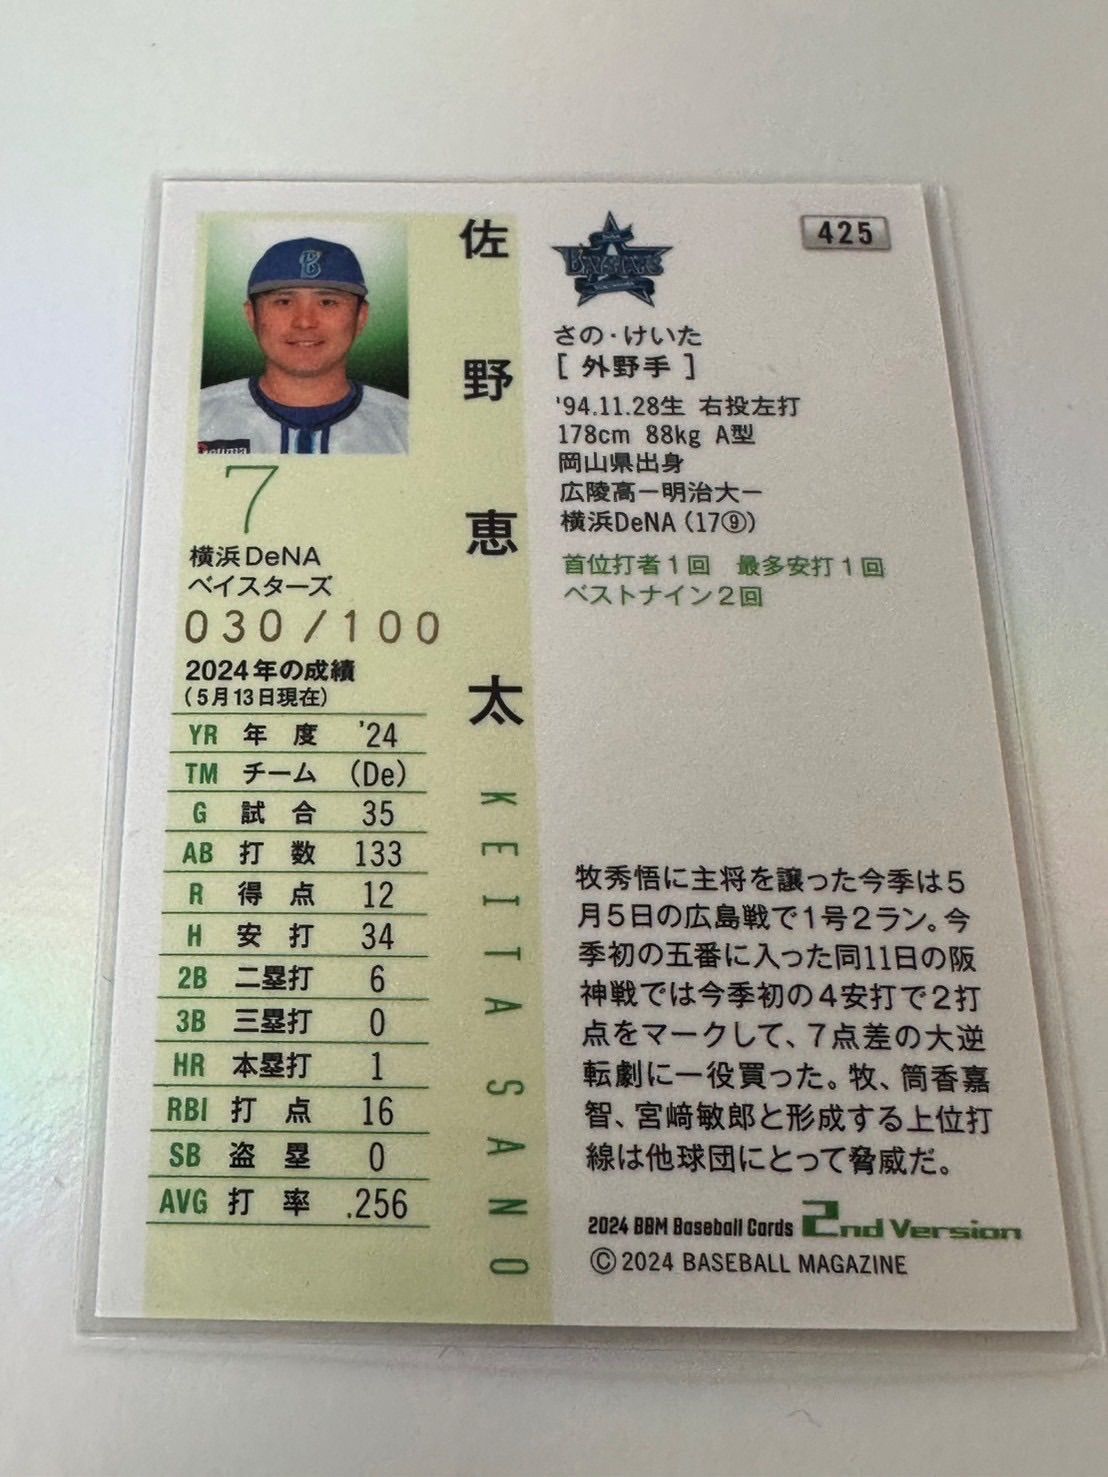 佐野恵太
KEITA SANO
7
横浜DeNA
ベイスターズ
030/100
2024年の成績
(5月13日現在)
YR 年度 '24
TM チーム (De)
G 試合 35
AB 打数 133
R 得点 12
H 安打 34
2B 二塁打 6
3B 三塁打 0
HR 本塁打 1
RBI 打点 16
SB 盗塁 0
AVG 打率 .256
BAYSTARS
425
さの・けいた
[ 外野手 ]
'94.11.28生 右投左打
178cm 88kg A型
岡山県出身
広陵高ー明治大ー
横浜DeNA (17⑨)
首位打者1回 最多安打1回
ベストナイン2回
牧秀悟に主将を譲った今季は5
月5日の広島戦で1号2ラン。今
季初の五番に入った同11日の阪
神戦では今季初の4安打で2打
点をマークして、7点差の大逆
転劇に一役買った。牧、筒香嘉
智、宮﨑敏郎と形成する上位打
線は他球団にとって脅威だ。
2024 BBM Baseball Cards 2nd Version
©2024 BASEBALL MAGAZINE